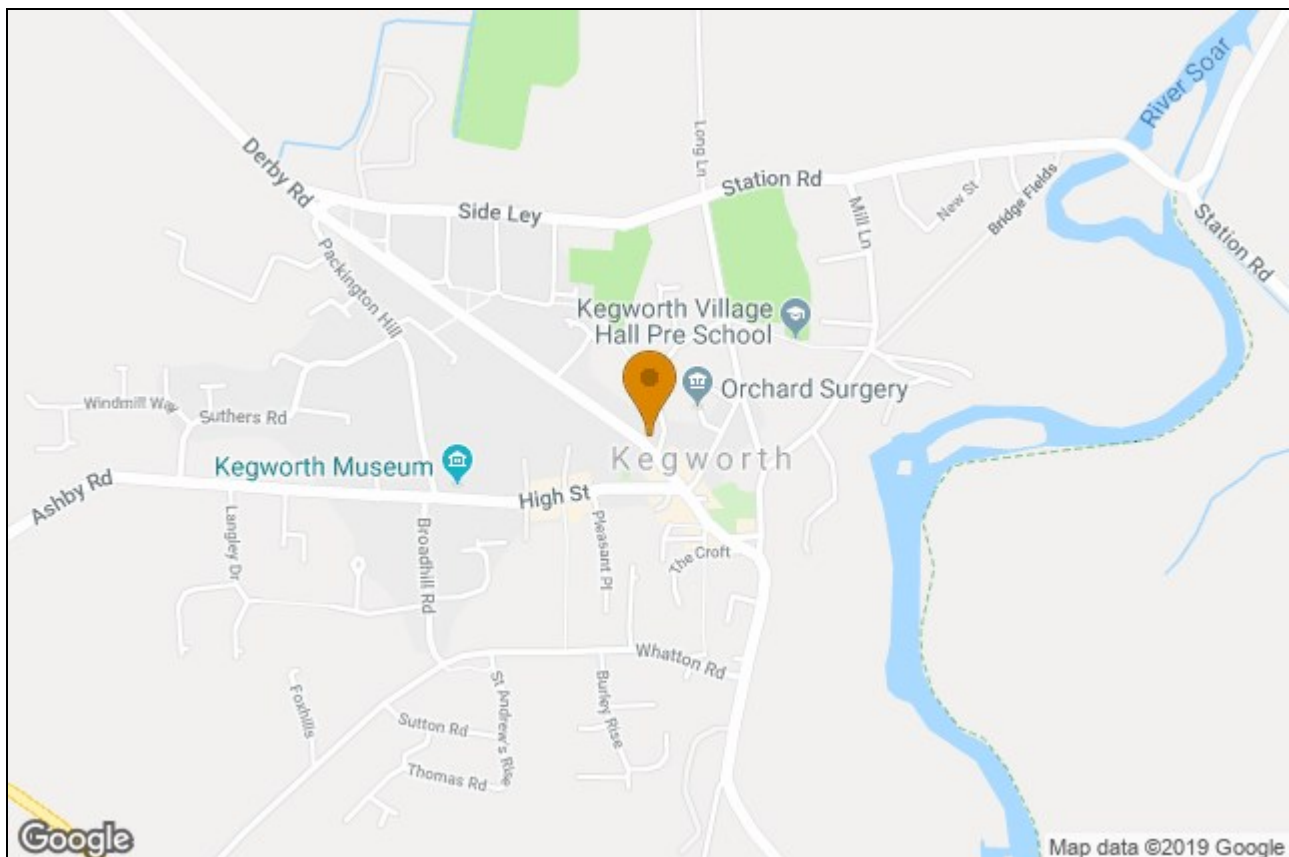 River Soar
Derby Rd
Long Ln
Station Rd
Side Ley
Mill Ln
New St
Bridge Fields
Station Rd
Packington Hill
Kegworth Village
Hall Pre School
Orchard Surgery
Windmill Way
Suthers Rd
Kegworth
Kegworth Museum
High St
Ashby Rd
Langley Dr
Broadhill Rd
Pleasant Pl
The Croft
Whatton Rd
Foxhills
St Andrew's Rise
Burley Rise
Sutton Rd
Thomas Rd
Google
Map data ©2019 Google